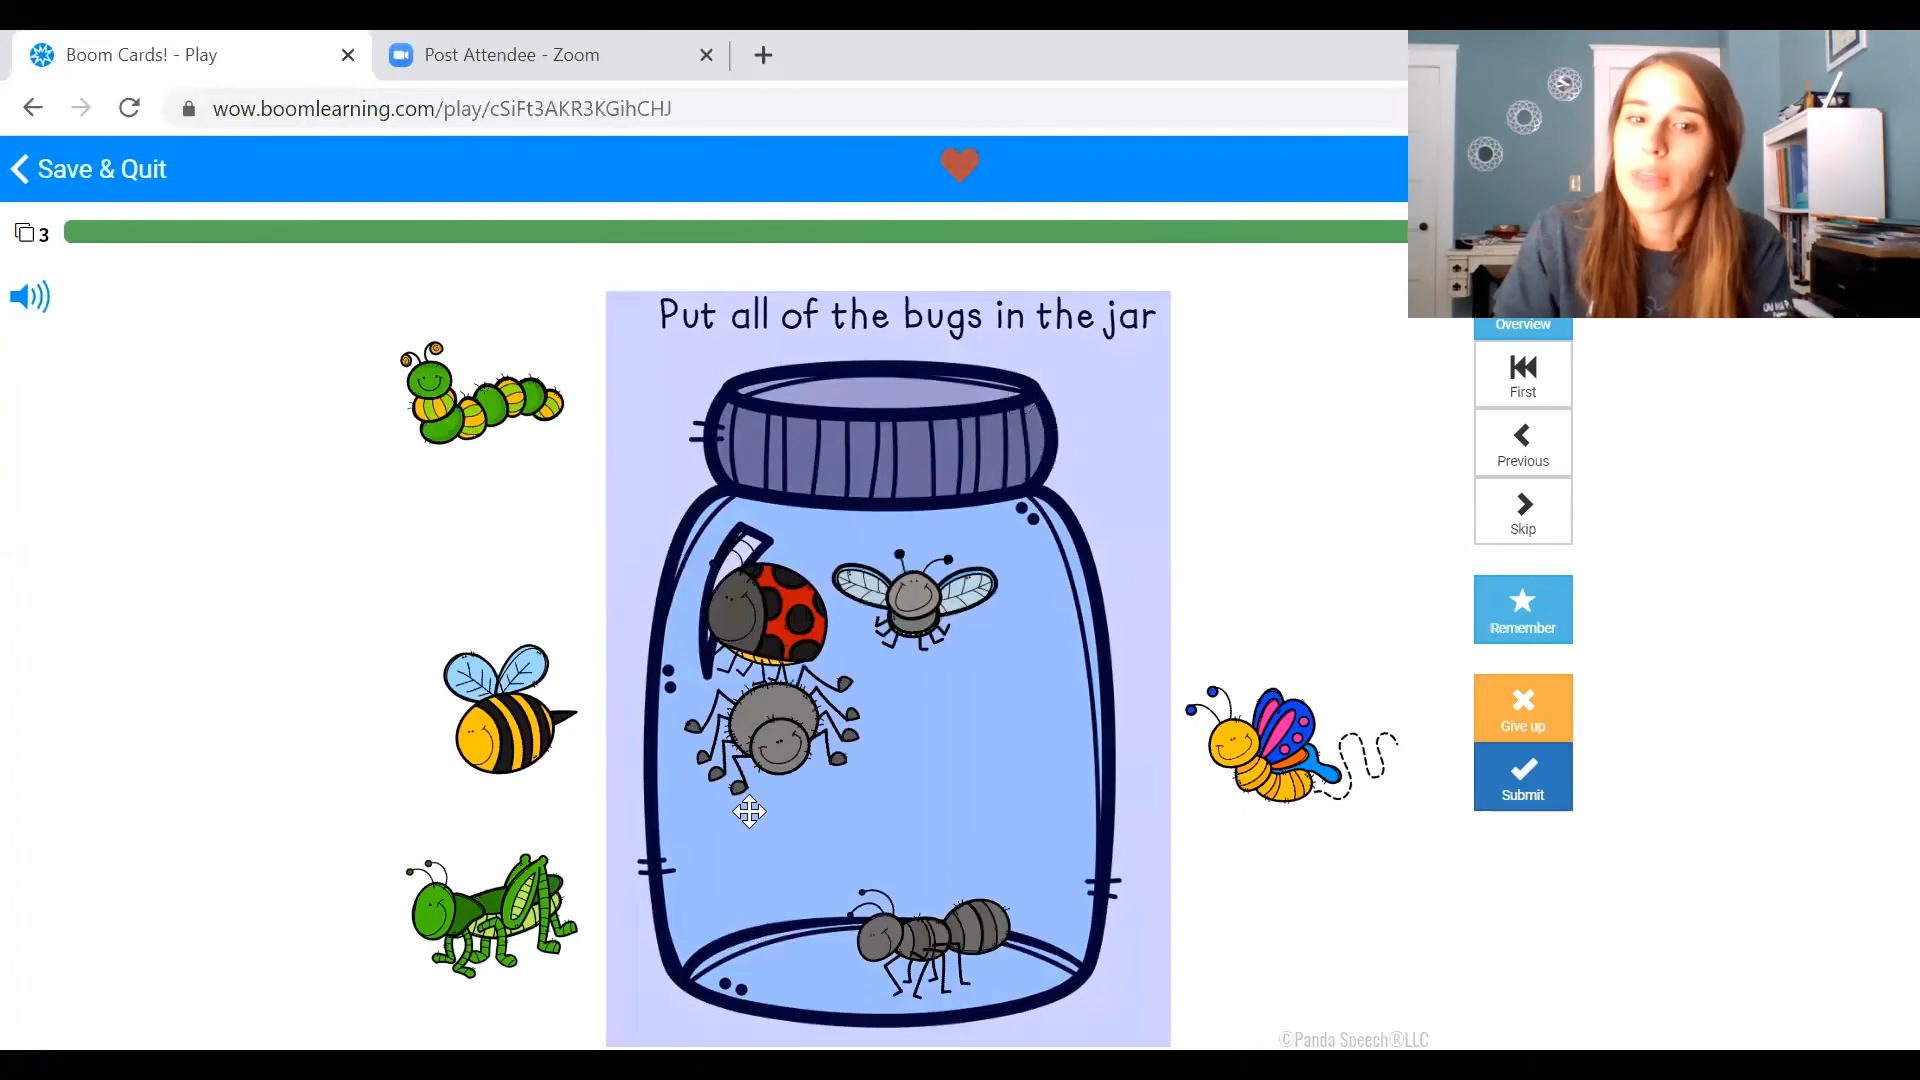 Boom Cards! - Play
Post Attendee - Zoom
wow.boomlearning.com/play/cSiFt3AKR3KGihCHJ
Save & Quit
3
Put all of the bugs in the jar
Overview
First
Previous
Skip
Remember
Give up
Submit
©Panda Speech®LLC